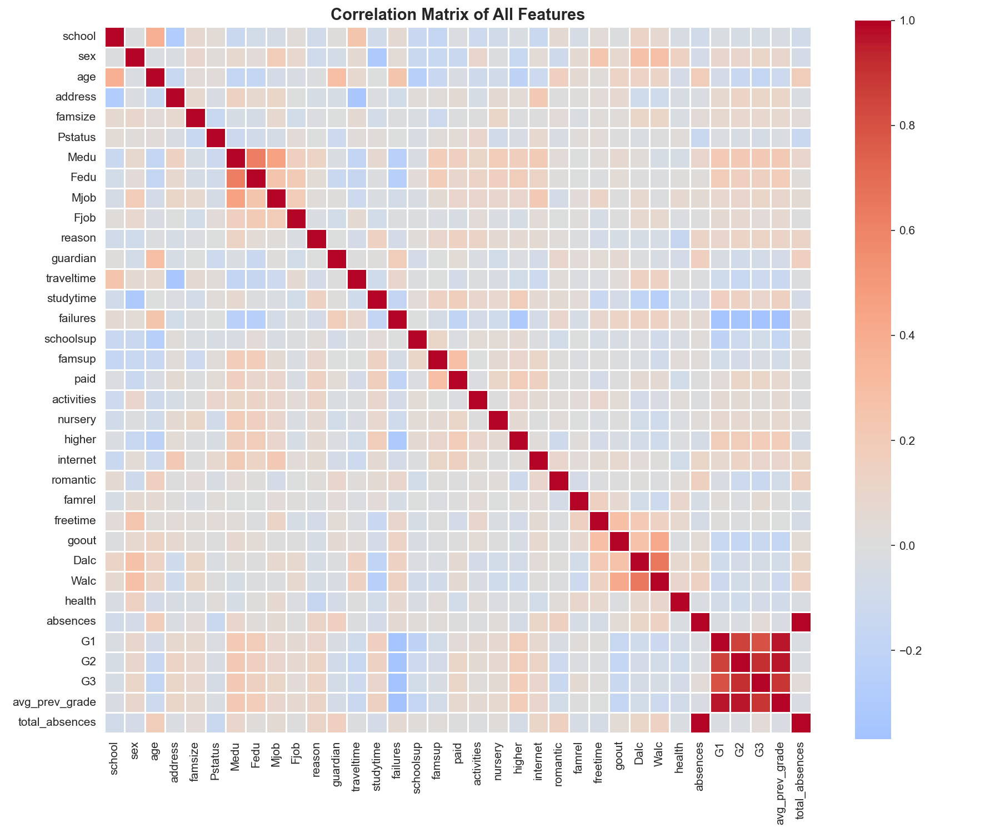 Correlation Matrix of All Features
school
sex
age
address
famsize
Pstatus
Medu
Fedu
Mjob
Fjob
reason
guardian
traveltime
studytime
failures
schoolsup
famsup
paid
activities
nursery
higher
internet
romantic
famrel
freetime
goout
Dalc
Walc
health
absences
G1
G2
G3
avg_prev_grade
total_absences
school
sex
age
address
famsize
Pstatus
Medu
Fedu
Mjob
Fjob
reason
guardian
traveltime
studytime
failures
schoolsup
famsup
paid
activities
nursery
higher
internet
romantic
famrel
freetime
goout
Dalc
Walc
health
absences
G1
G2
G3
avg_prev_grade
total_absences
1.0
0.8
0.6
0.4
0.2
0.0
−0.2